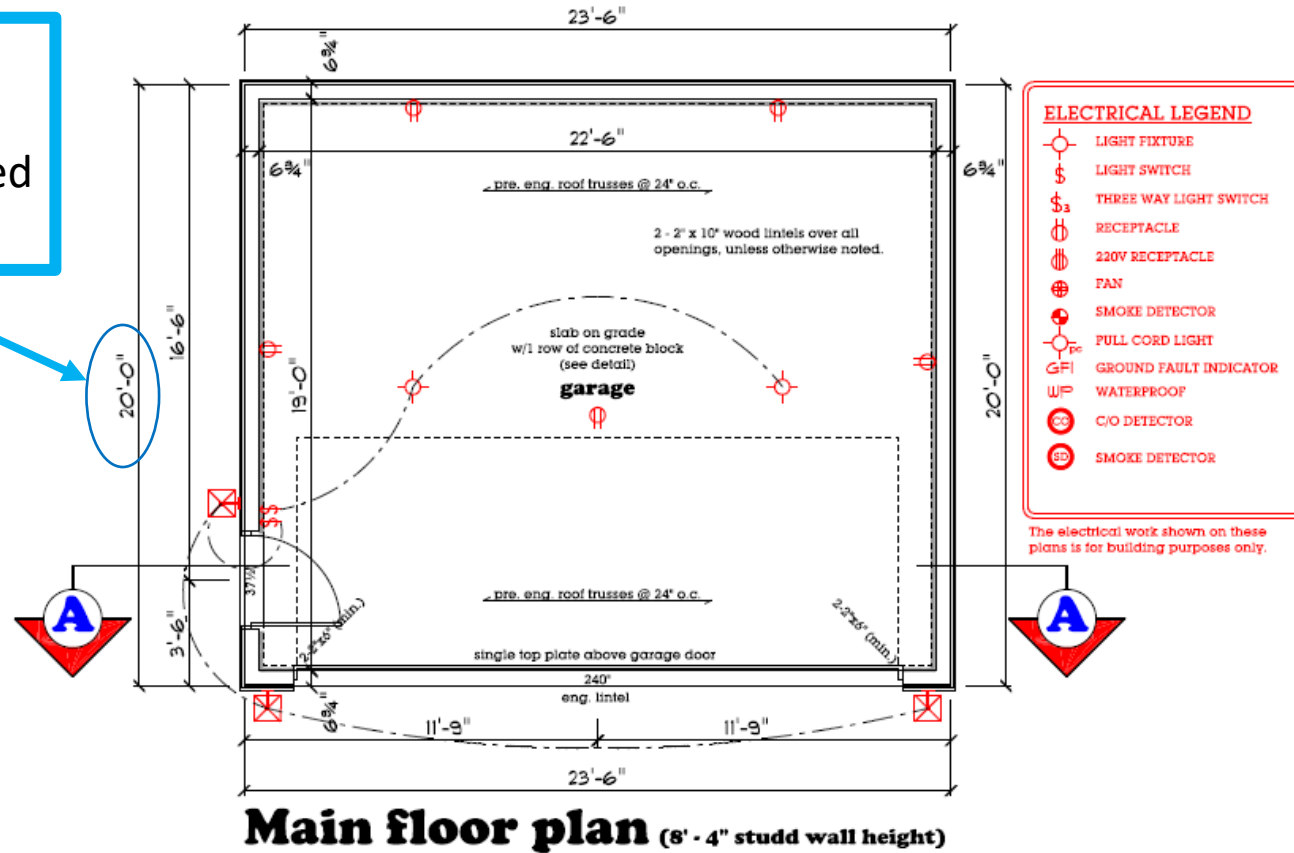 ed
23'-6"
6¾"
22'-6"
6¾"
6¾"
pre. eng. roof trusses @ 24" o.c.
2 - 2" x 10" wood lintels over all
openings, unless otherwise noted.
20'-0"
16'-6"
19'-0"
20'-0"
slab on grade
w/1 row of concrete block
(see detail)
garage
$$
37½"
3'-6"
A
A
pre. eng. roof trusses @ 24" o.c.
2-2"x6" (min.)
2-2"x6" (min.)
single top plate above garage door
240"
eng. lintel
6¾"
11'-9"
11'-9"
23'-6"
Main floor plan (8' - 4" studd wall height)
ELECTRICAL LEGEND
LIGHT FIXTURE
$ LIGHT SWITCH
$3 THREE WAY LIGHT SWITCH
RECEPTACLE
220V RECEPTACLE
FAN
SMOKE DETECTOR
pc PULL CORD LIGHT
GFI GROUND FAULT INDICATOR
WP WATERPROOF
CO C/O DETECTOR
SD SMOKE DETECTOR
The electrical work shown on these
plans is for building purposes only.